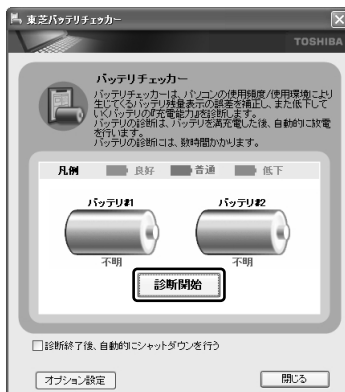 東芝バッテリチェッカー
TOSHIBA
バッテリチェッカー
バッテリチェッカーは、パソコンの使用頻度/使用環境により
生じてくるバッテリ残量表示の誤差を補正し、また低下して
いくバッテリの『充電能力』を診断します。
バッテリの診断は、バッテリを満充電した後、自動的に放電
を行います。
バッテリの診断には、数時間かかります。
凡例 良好 普通 低下
バッテリ#1 バッテリ#2
不明 不明
診断開始
診断終了後、自動的にシャットダウンを行う
オプション設定 閉じる